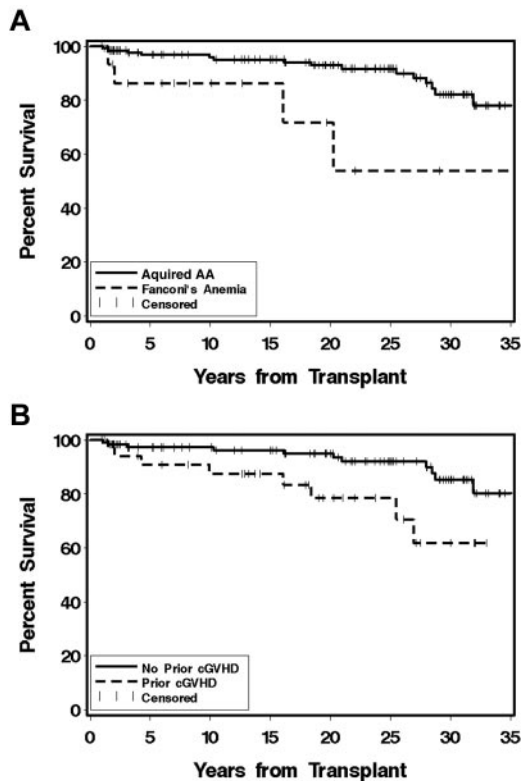 A
100
80
60
40
20
0
Percent Survival
Aquired AA
Fanconi's Anemia
Censored
0 5 10 15 20 25 30 35
Years from Transplant
B
100
80
60
40
20
0
Percent Survival
No Prior cGVHD
Prior cGVHD
Censored
0 5 10 15 20 25 30 35
Years from Transplant